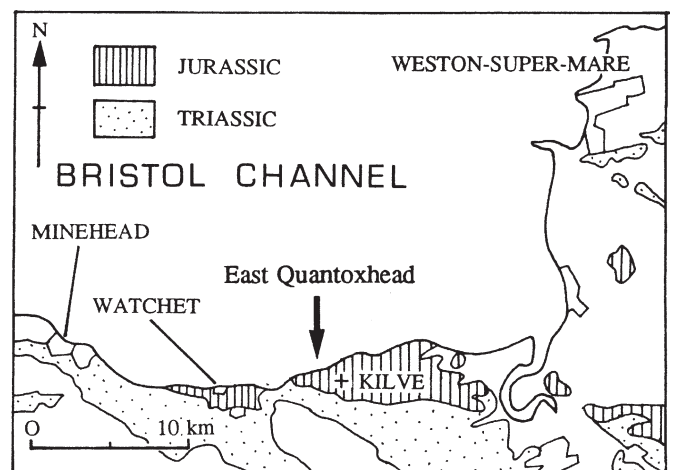 N
JURASSIC
WESTON-SUPER-MARE
TRIASSIC
BRISTOL CHANNEL
MINEHEAD
East Quantoxhead
WATCHET
+ KILVE
O 10 km